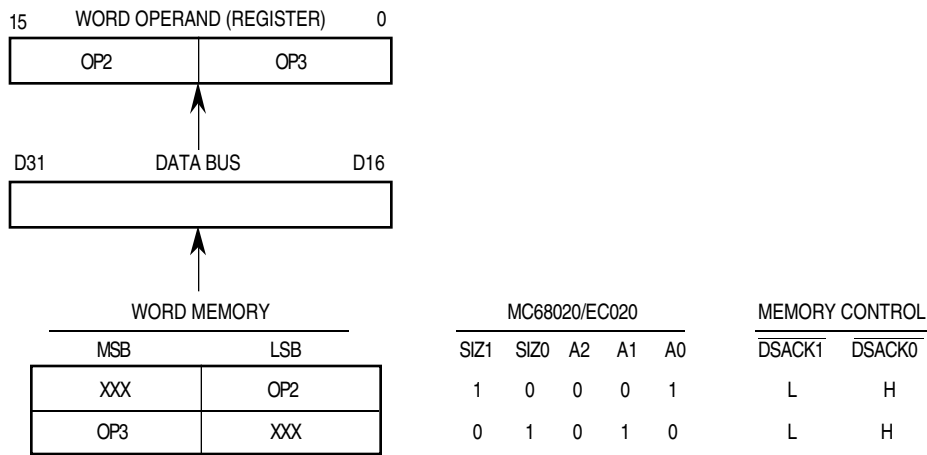 15 WORD OPERAND (REGISTER) 0
OP2 OP3
D31 DATA BUS D16
WORD MEMORY MC68020/EC020 MEMORY CONTROL
MSB LSB SIZ1 SIZ0 A2 A1 A0 DSACK1 DSACK0
XXX OP2 1 0 0 0 1 L H
OP3 XXX 0 1 0 1 0 L H